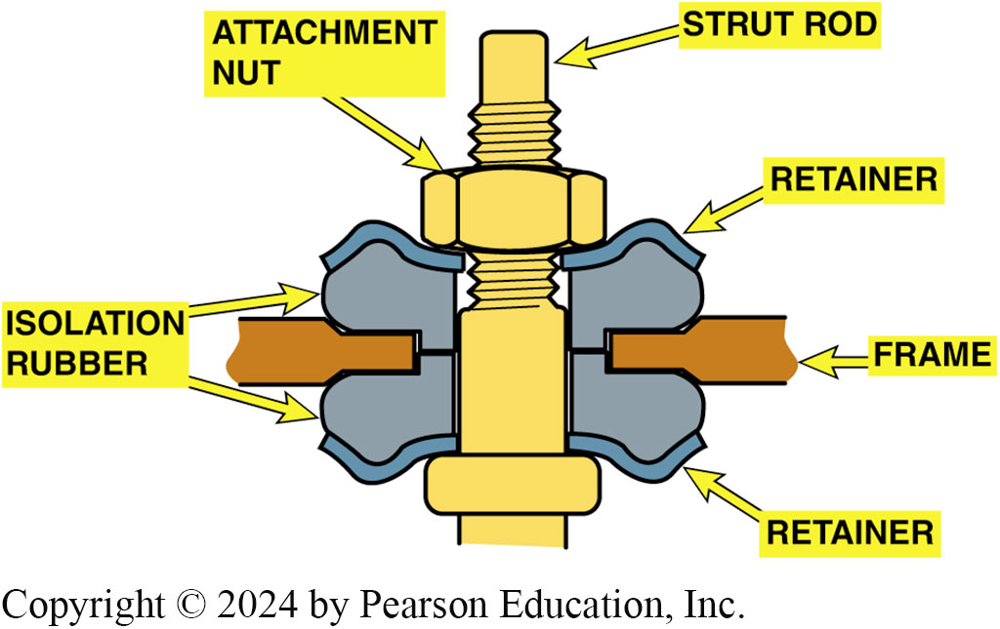 ATTACHMENT
NUT
STRUT ROD
RETAINER
ISOLATION
RUBBER
FRAME
RETAINER
Copyright © 2024 by Pearson Education, Inc.